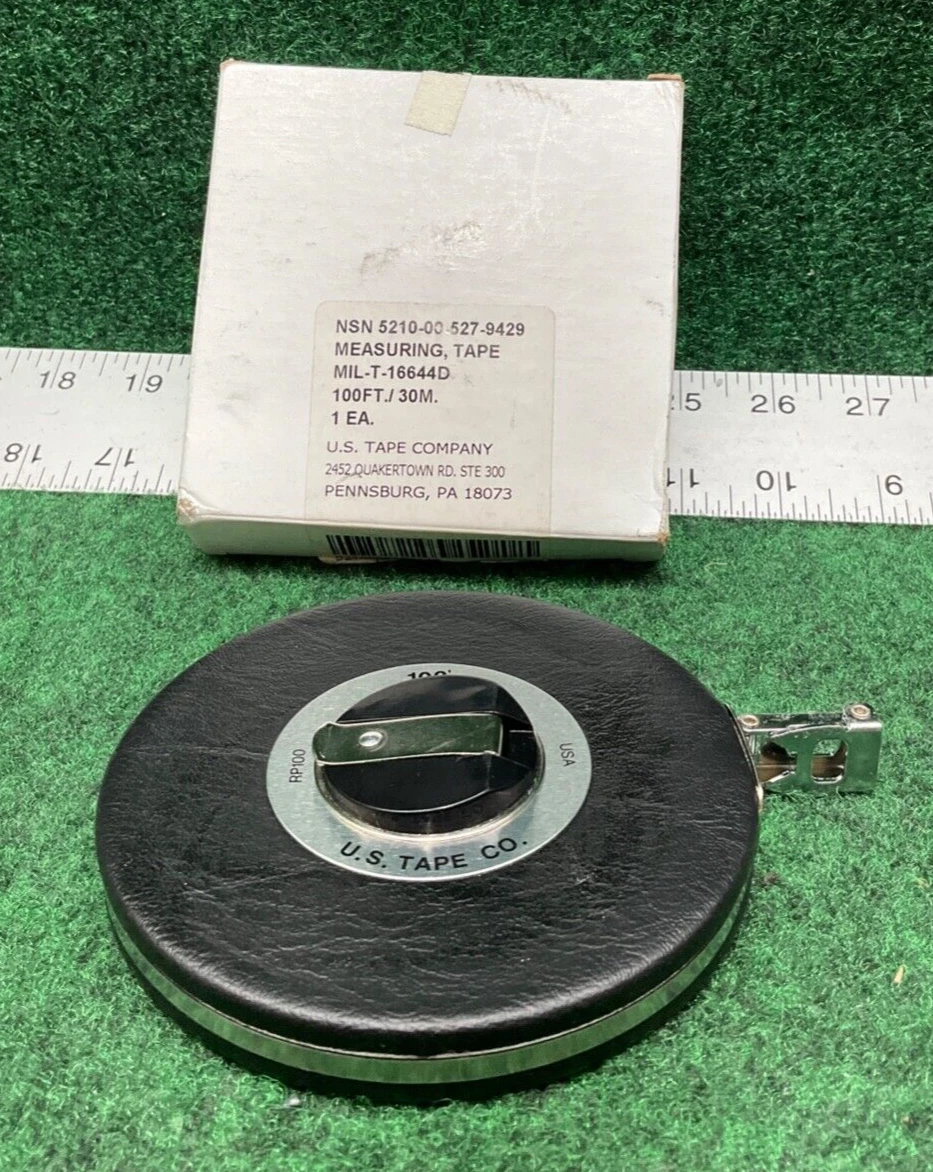 NSN 5210-00-527-9429
MEASURING, TAPE
MIL-T-16644D
100FT./ 30M.
1 EA.
U.S. TAPE COMPANY
2452 QUAKERTOWN RD. STE 300
PENNSBURG, PA 18073
18 19 25 26 27
18 17 11 10 9
100'
RP100
USA
U.S. TAPE CO.